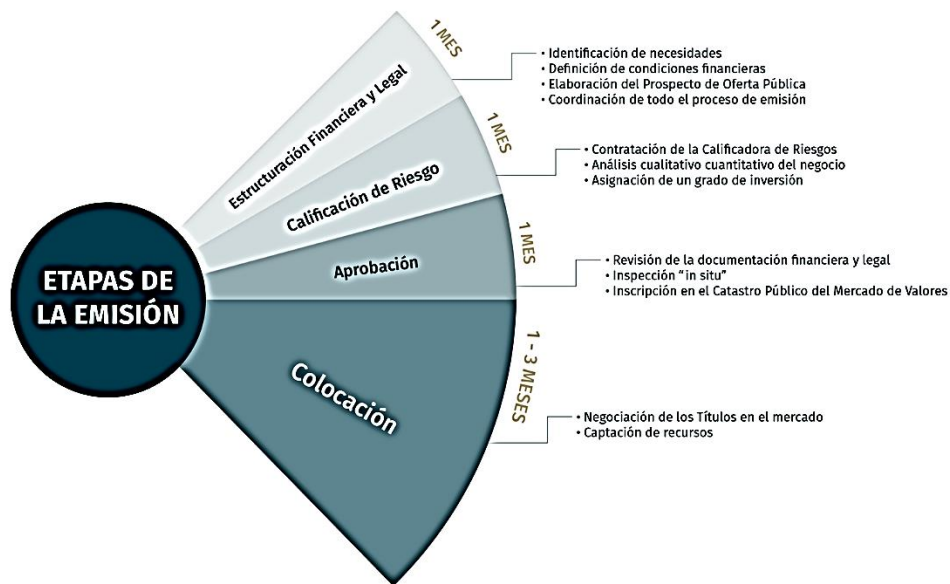 ETAPAS DE
LA EMISIÓN
Estructuración Financiera y Legal
1 MES
• Identificación de necesidades
• Definición de condiciones financieras
• Elaboración del Prospecto de Oferta Pública
• Coordinación de todo el proceso de emisión
Calificación de Riesgo
1 MES
• Contratación de la Calificadora de Riesgos
• Análisis cualitativo cuantitativo del negocio
• Asignación de un grado de inversión
Aprobación
1 MES
• Revisión de la documentación financiera y legal
• Inspección "in situ"
• Inscripción en el Catastro Público del Mercado de Valores
Colocación
1 - 3 MESES
• Negociación de los Títulos en el mercado
• Captación de recursos